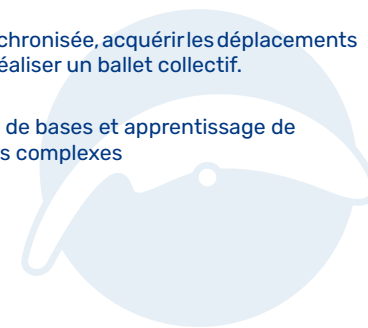 chronisée, acquérir les déplacements
éaliser un ballet collectif.
de bases et apprentissage de
s complexes